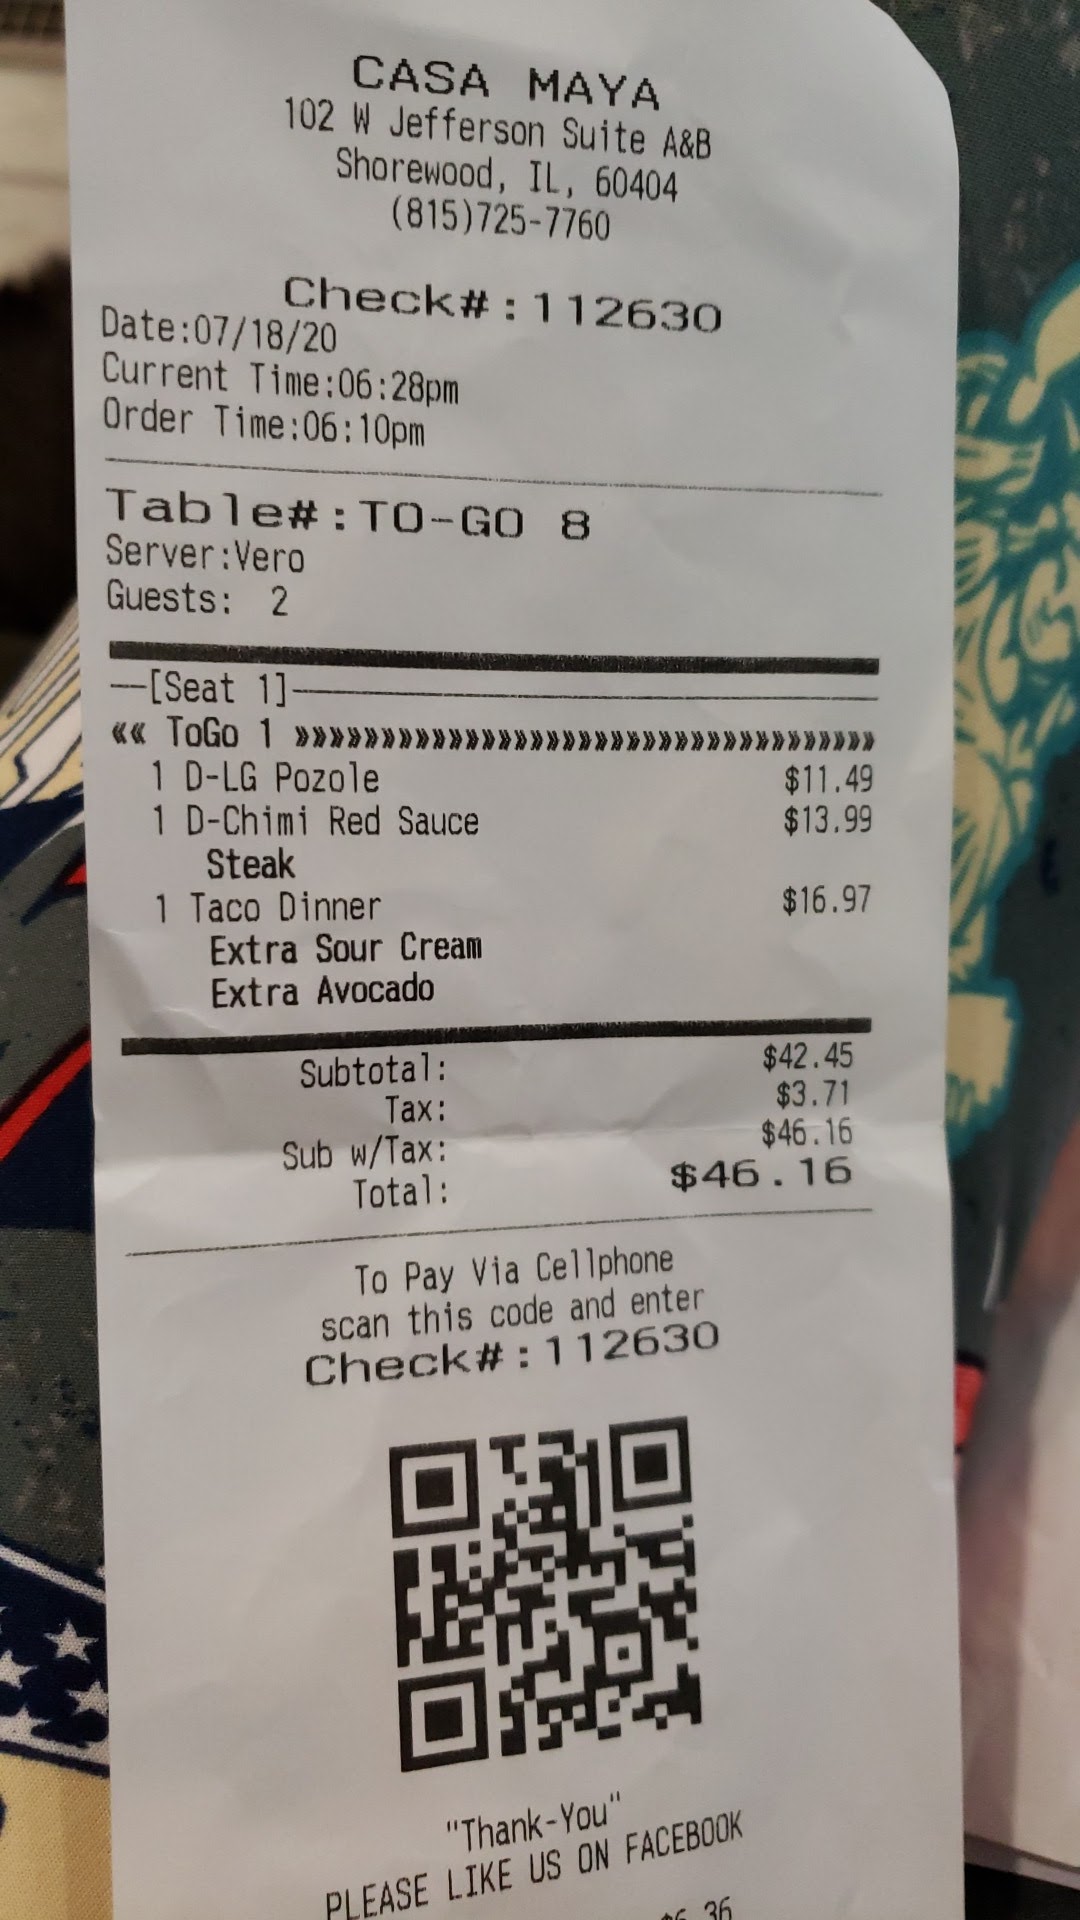 CASA MAYA
102 W Jefferson Suite A&B
Shorewood, IL, 60404
(815)725-7760
Check#:112630
Date:07/18/20
Current Time:06:28pm
Order Time:06:10pm
Table#:TO-GO 8
Server:Vero
Guests: 2
[Seat 1]
«« ToGo 1 »»»»»»»»»»»»»»»»»»»»»»»»»»»»»»»»»»»
1 D-LG Pozole $11.49
1 D-Chimi Red Sauce $13.99
Steak
1 Taco Dinner $16.97
Extra Sour Cream
Extra Avocado
Subtotal: $42.45
Tax: $3.71
Sub w/Tax: $46.16
Total: $46.16
To Pay Via Cellphone
scan this code and enter
Check#:112630
"Thank-You"
PLEASE LIKE US ON FACEBOOK